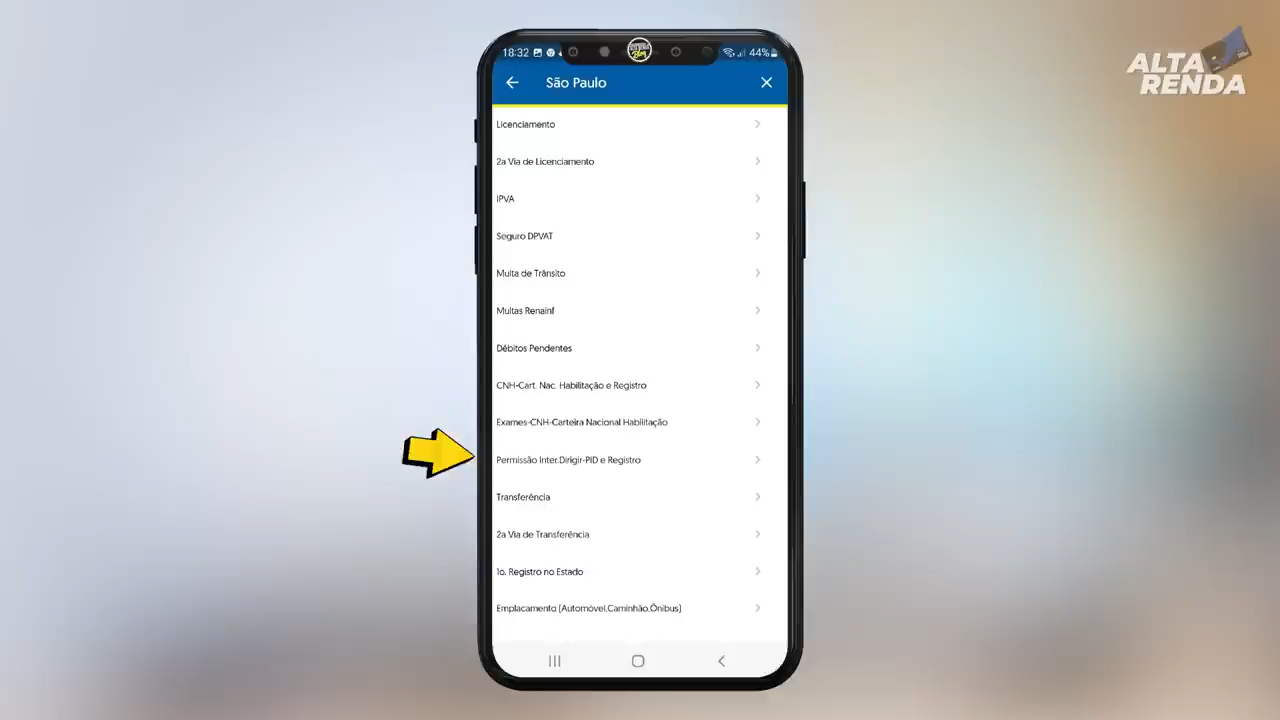 18:32
44%
São Paulo
ALTA
RENDA
Licenciamento
2a Via de Licenciamento
IPVA
Seguro DPVAT
Multa de Trânsito
Multas Renainf
Débitos Pendentes
CNH-Cart. Nac. Habilitação e Registro
Exames-CNH-Carteira Nacional Habilitação
Permissão Inter.Dirigir-PID e Registro
Transferência
2a Via de Transferência
1o. Registro no Estado
Emplacamento (Automóvel,Caminhão,Ônibus)